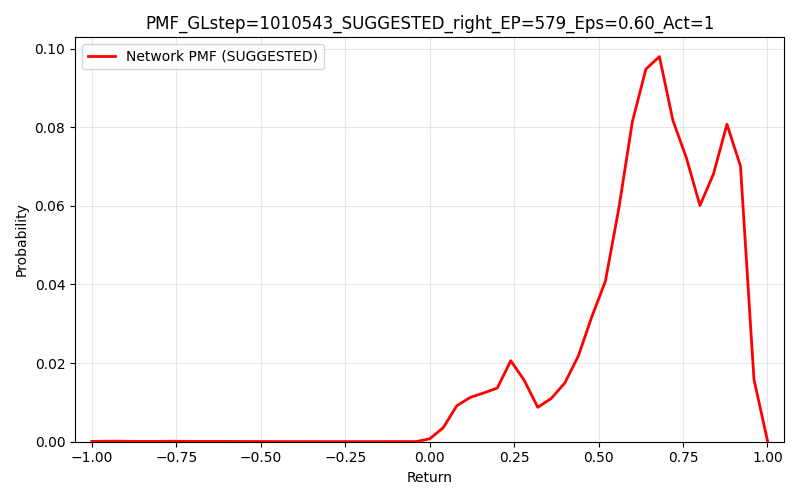 PMF_GLstep=1010543_SUGGESTED_right_EP=579_Eps=0.60_Act=1
Network PMF (SUGGESTED)
0.10
0.08
0.06
0.04
0.02
0.00
Probability
−1.00 −0.75 −0.50 −0.25 0.00 0.25 0.50 0.75 1.00
Return